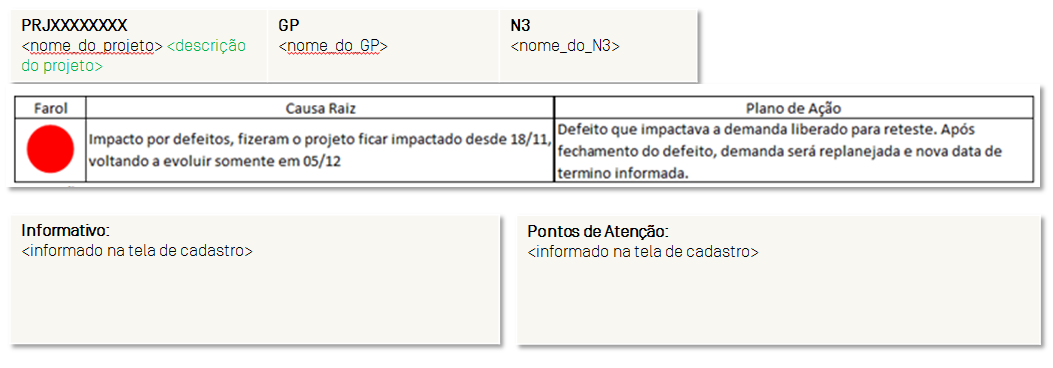 PRJXXXXXXXX
<nome_do_projeto> <descrição
do projeto>
GP
<nome_do_GP>
N3
<nome_do_N3>
Farol
Causa Raiz
Plano de Ação
Impacto por defeitos, fizeram o projeto ficar impactado desde 18/11,
voltando a evoluir somente em 05/12
Defeito que impactava a demanda liberado para reteste. Após
fechamento do defeito, demanda será replanejada e nova data de
termino informada.
Informativo:
<informado na tela de cadastro>
Pontos de Atenção:
<informado na tela de cadastro>